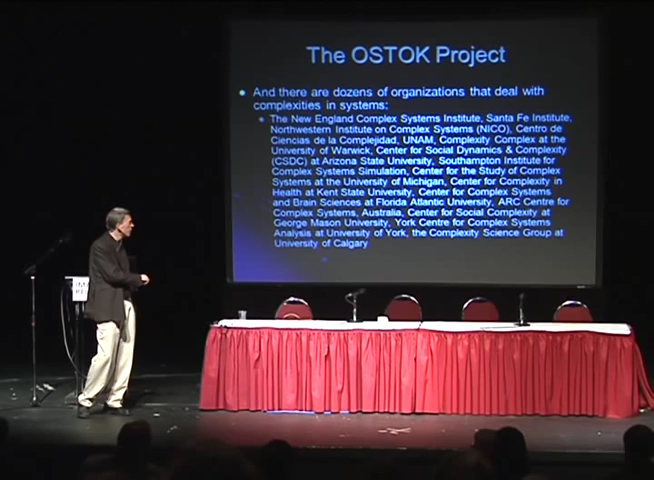 The OSTOK Project
And there are dozens of organizations that deal with
complexities in systems:
The New England Complex Systems Institute, Santa Fe Institute,
Northwestern Institute on Complex Systems (NICO), Centro de
Ciencias de la Complejidad, UNAM, Complexity Complex at the
University of Warwick, Center for Social Dynamics & Complexity
(CSDC) at Arizona State University, Southampton Institute for
Complex Systems Simulation, Center for the Study of Complex
Systems at the University of Michigan, Center for Complexity in
Health at Kent State University, Center for Complex Systems
and Brain Sciences at Florida Atlantic University, ARC Centre for
Complex Systems, Australia, Center for Social Complexity at
George Mason University, York Centre for Complex Systems
Analysis at University of York, the Complexity Science Group at
University of Calgary